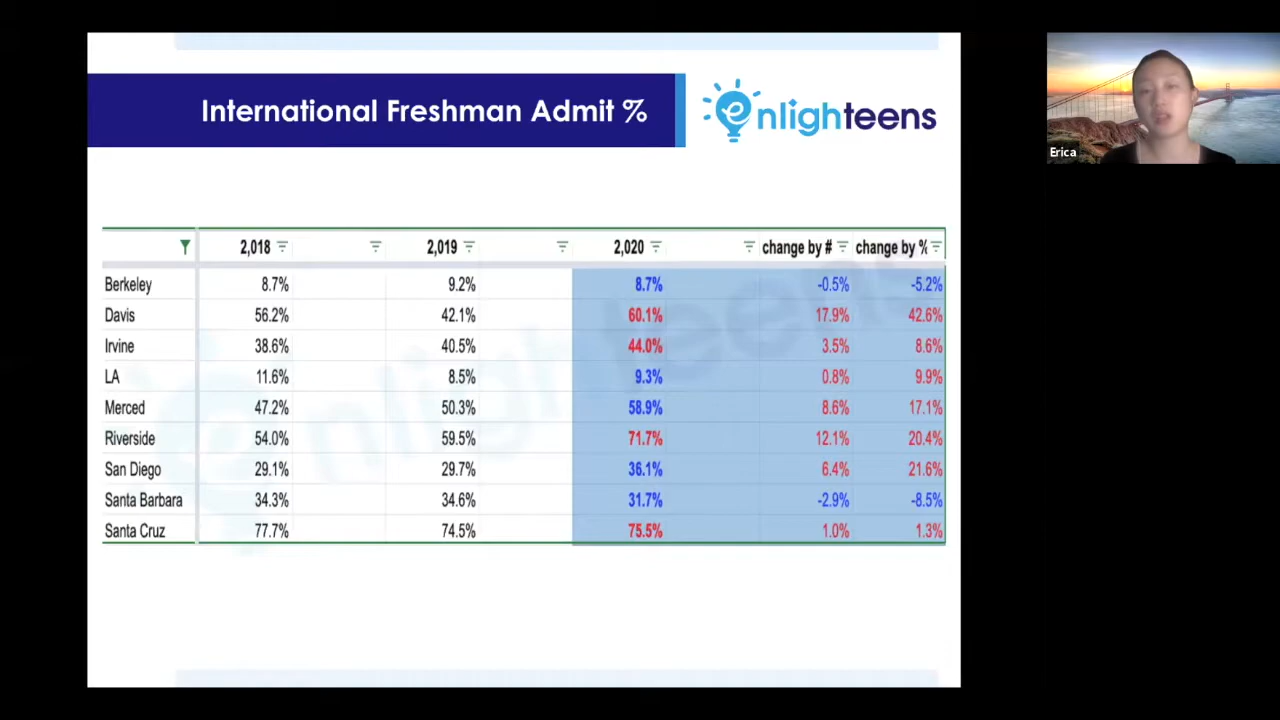 International Freshman Admit %
enlighteens
Erica
2,018 2,019 2,020 change by # change by %
Berkeley 8.7% 9.2% 8.7% -0.5% -5.2%
Davis 56.2% 42.1% 60.1% 17.9% 42.6%
Irvine 38.6% 40.5% 44.0% 3.5% 8.6%
LA 11.6% 8.5% 9.3% 0.8% 9.9%
Merced 47.2% 50.3% 58.9% 8.6% 17.1%
Riverside 54.0% 59.5% 71.7% 12.1% 20.4%
San Diego 29.1% 29.7% 36.1% 6.4% 21.6%
Santa Barbara 34.3% 34.6% 31.7% -2.9% -8.5%
Santa Cruz 77.7% 74.5% 75.5% 1.0% 1.3%
enlighteens